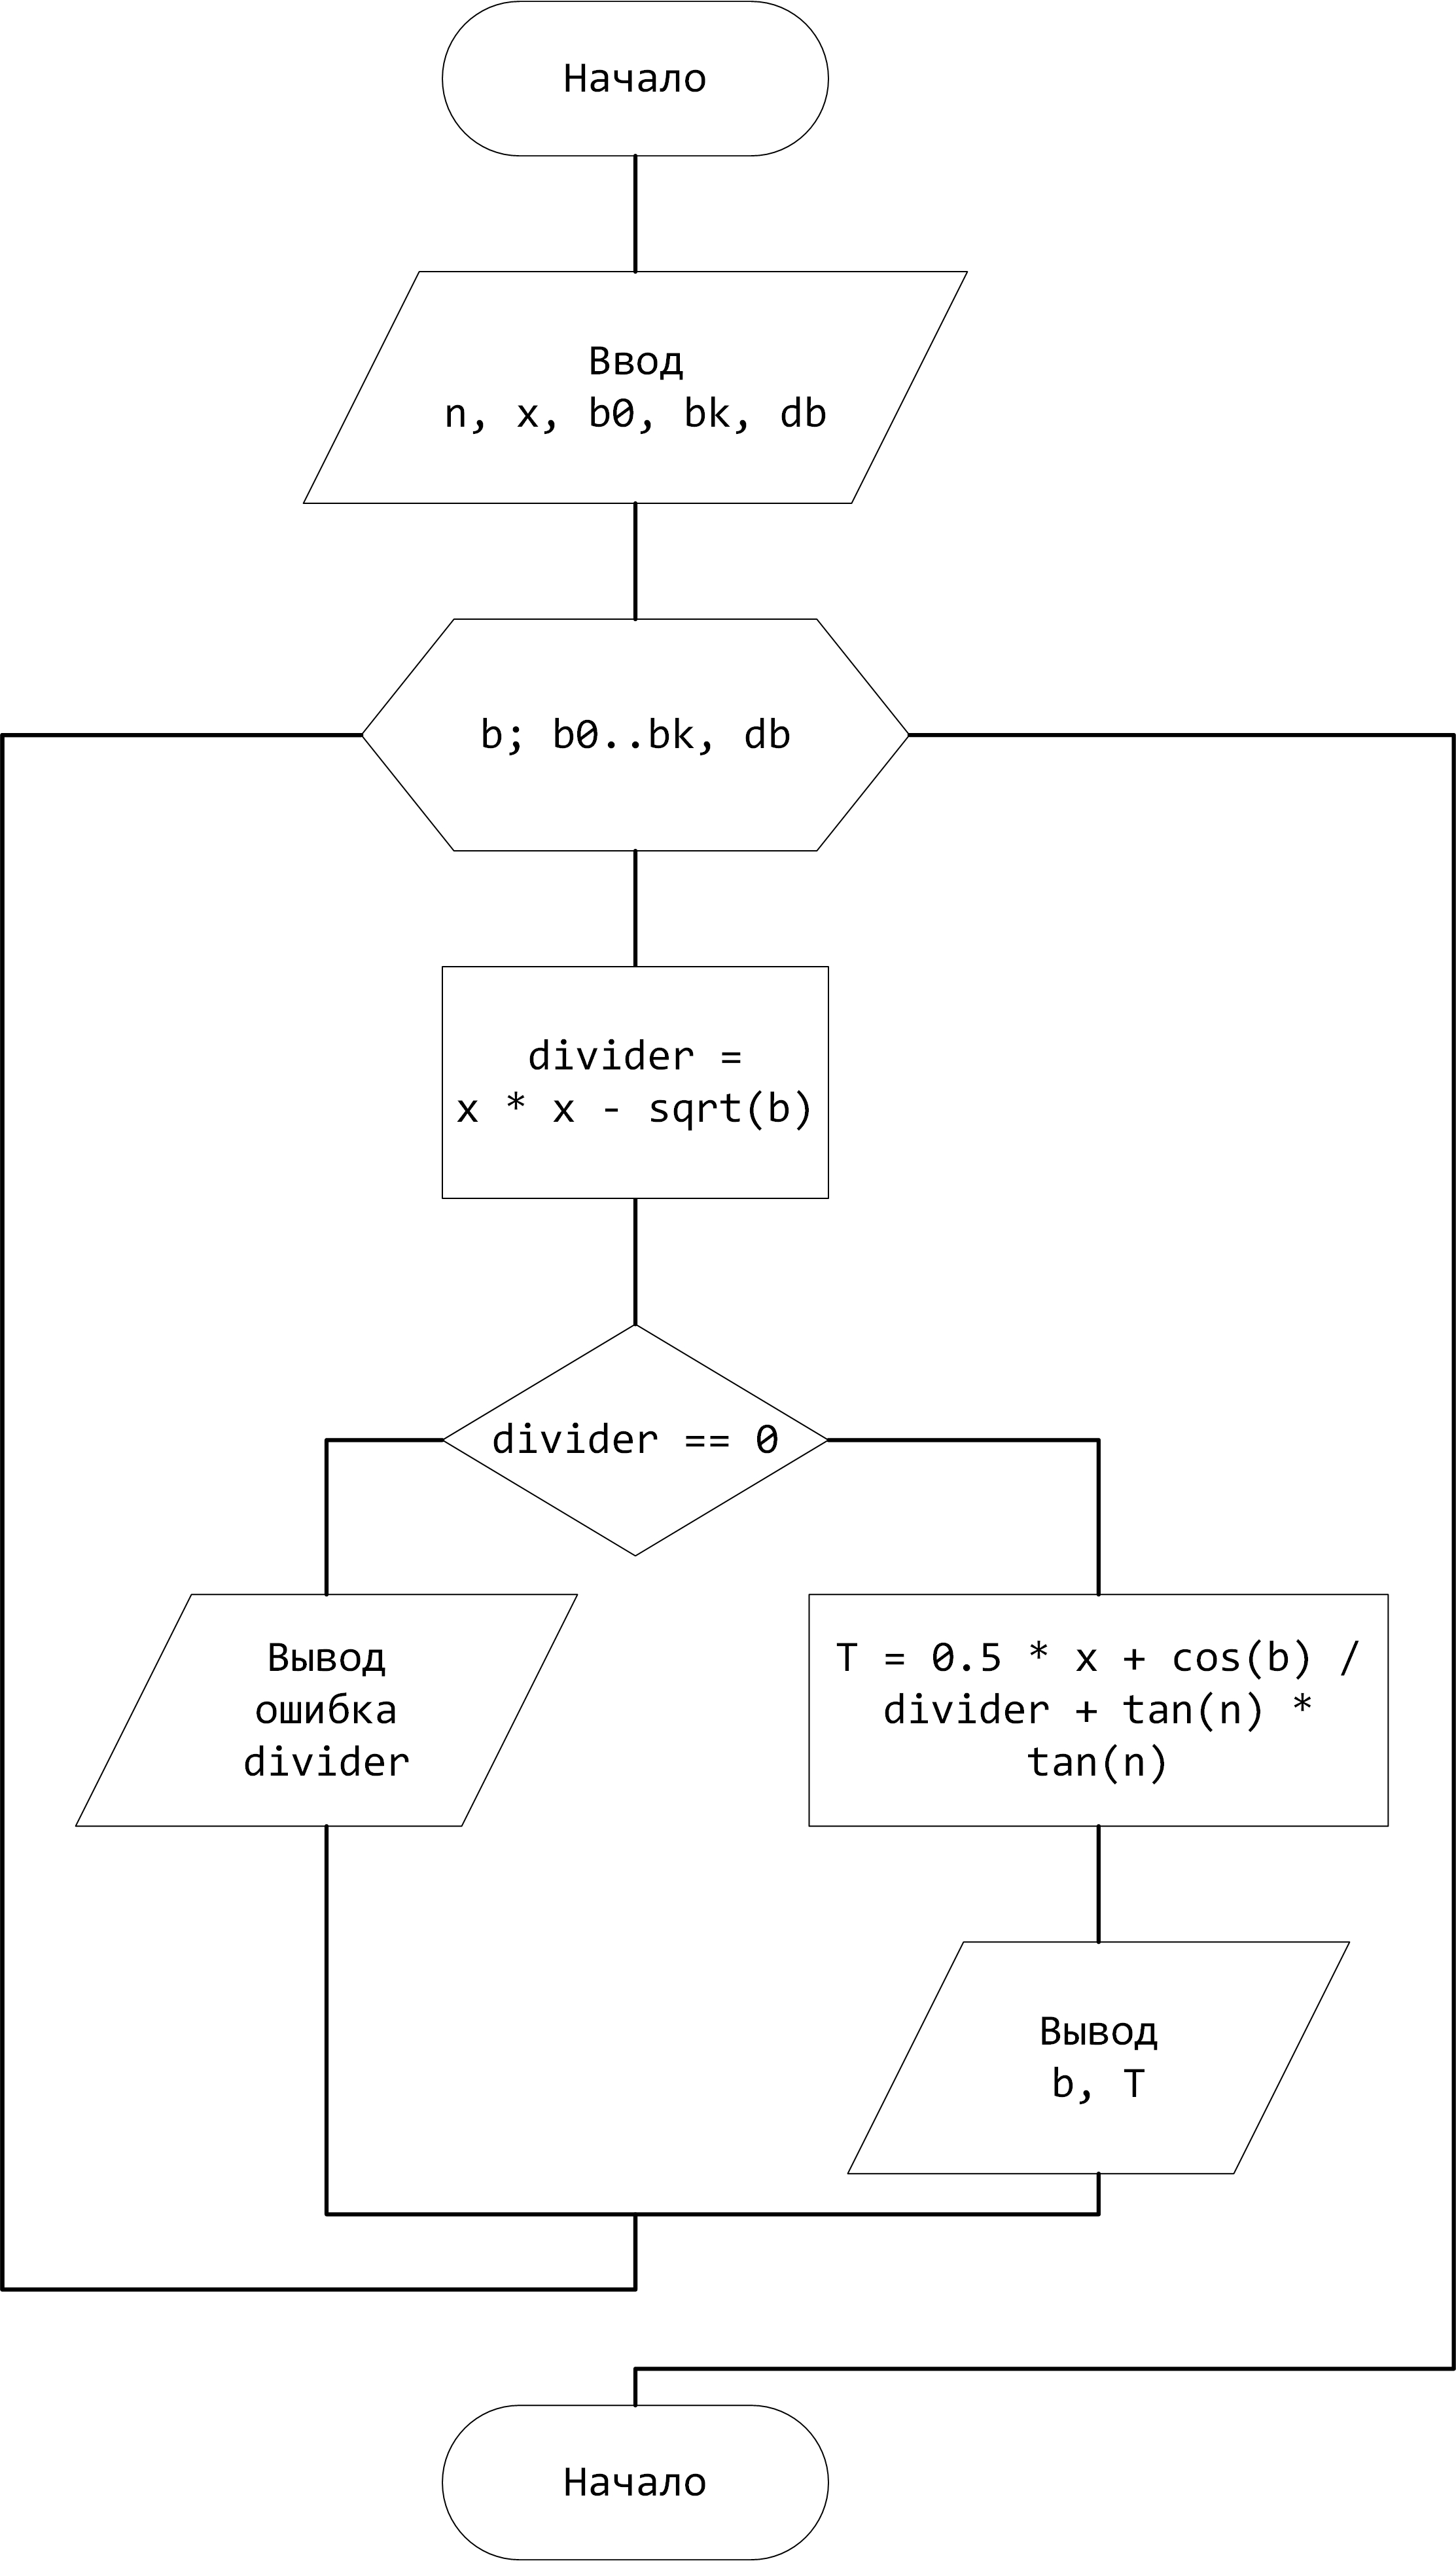 Начало
Ввод
n, x, b0, bk, db
b; b0..bk, db
divider =
x * x - sqrt(b)
divider == 0
Вывод
ошибка
divider
T = 0.5 * x + cos(b) /
divider + tan(n) *
tan(n)
Вывод
b, T
Начало